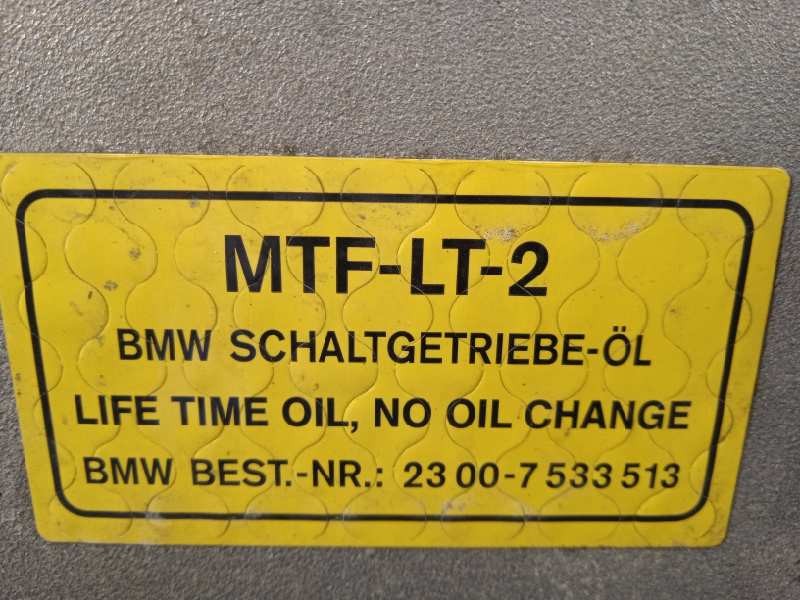 MTF-LT-2
BMW SCHALTGETRIEBE-ÖL
LIFE TIME OIL, NO OIL CHANGE
BMW BEST.-NR.: 23 00-7 533 513